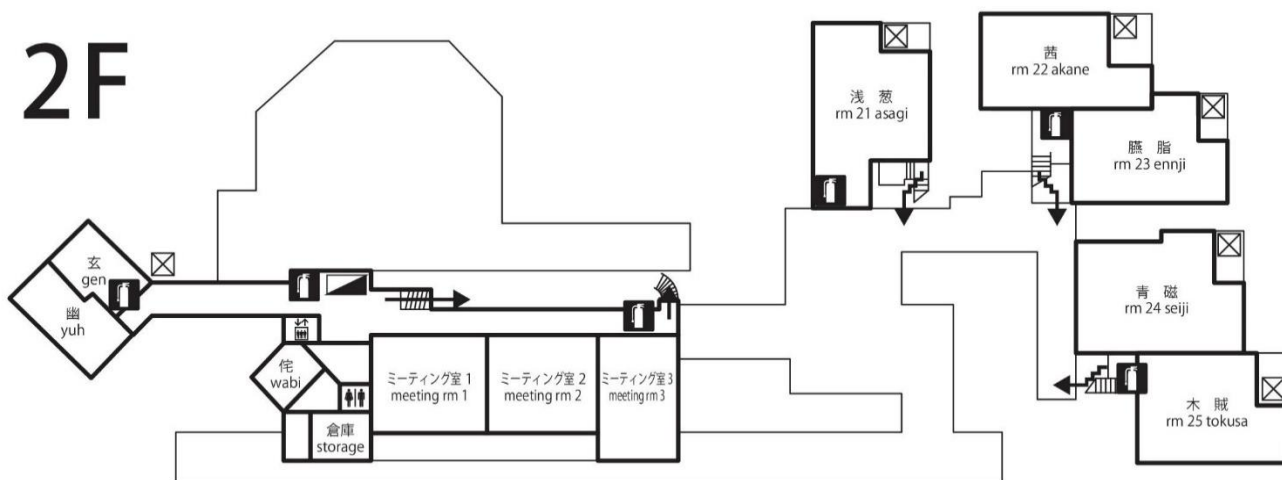 2F
浅 葱
rm 21 asagi
茜
rm 22 akane
臙 脂
rm 23 ennji
青 磁
rm 24 seiji
木 賊
rm 25 tokusa
玄
gen
幽
yuh
侘
wabi
倉庫
storage
ミーティング室 1
meeting rm 1
ミーティング室 2
meeting rm 2
ミーティング室 3
meeting rm 3